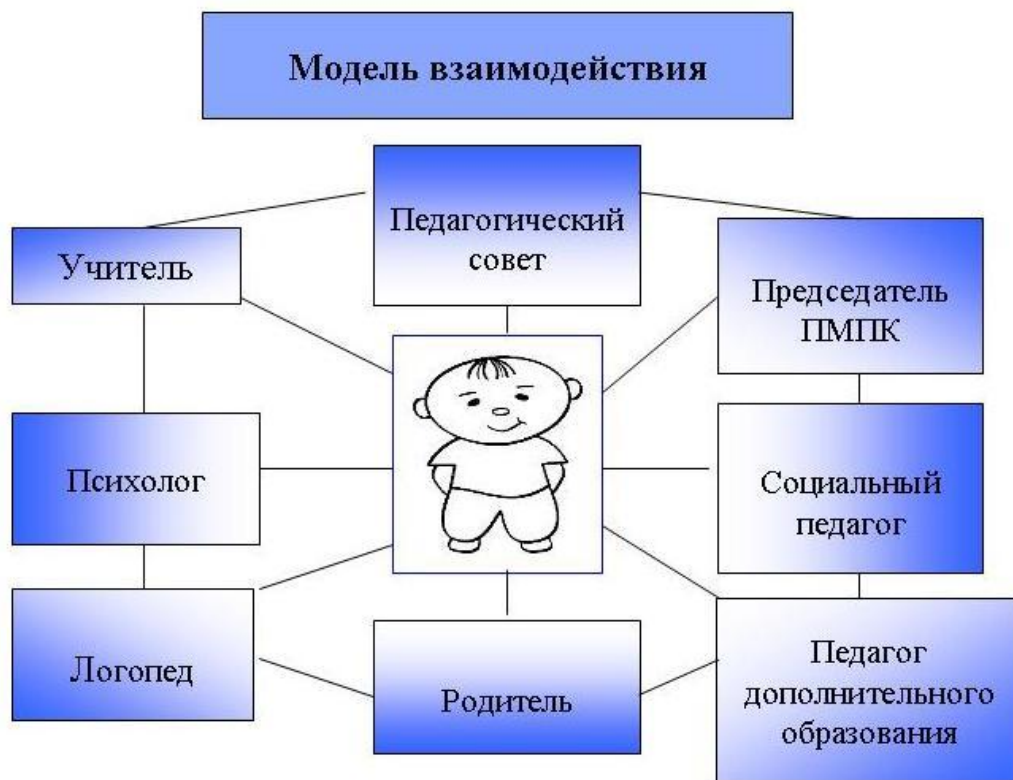 Модель взаимодействия
Педагогический
совет
Учитель
Председатель
ПМПК
Психолог
Социальный
педагог
Логопед
Родитель
Педагог
дополнительного
образования